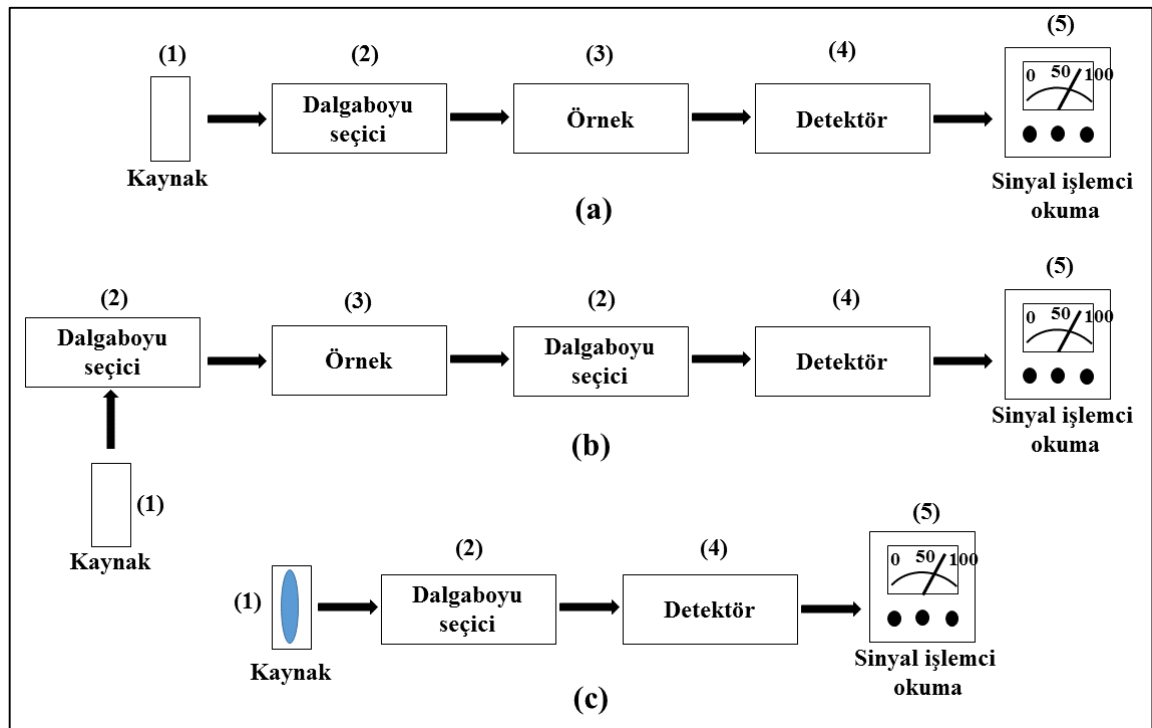 (1)
(2)
(3)
(4)
(5)
Dalgaboyu
seçici
Örnek
Detektör
0 50 100
Kaynak
Sinyal işlemci
okuma
(a)
(2)
(3)
(2)
(4)
(5)
Dalgaboyu
seçici
Örnek
Dalgaboyu
seçici
Detektör
0 50 100
Sinyal işlemci
okuma
(b)
(1)
Kaynak
(1)
(2)
(4)
(5)
Dalgaboyu
seçici
Detektör
0 50 100
Kaynak
Sinyal işlemci
okuma
(c)